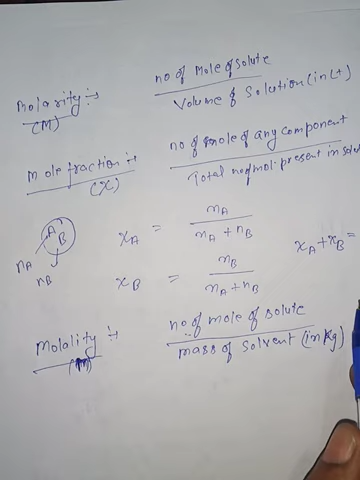 Molarity :- no of Mole of solute
(M) Volume of Solution (in Lt)
Mole fraction :- no of mole of any component
(X) Total no of mol present in solu
A
B
nA
nB
xA = nA / nA + nB
xA + xB =
xB = nB / nA + nB
Molality :- no of mole of solute
(m) mass of solvent (in kg)